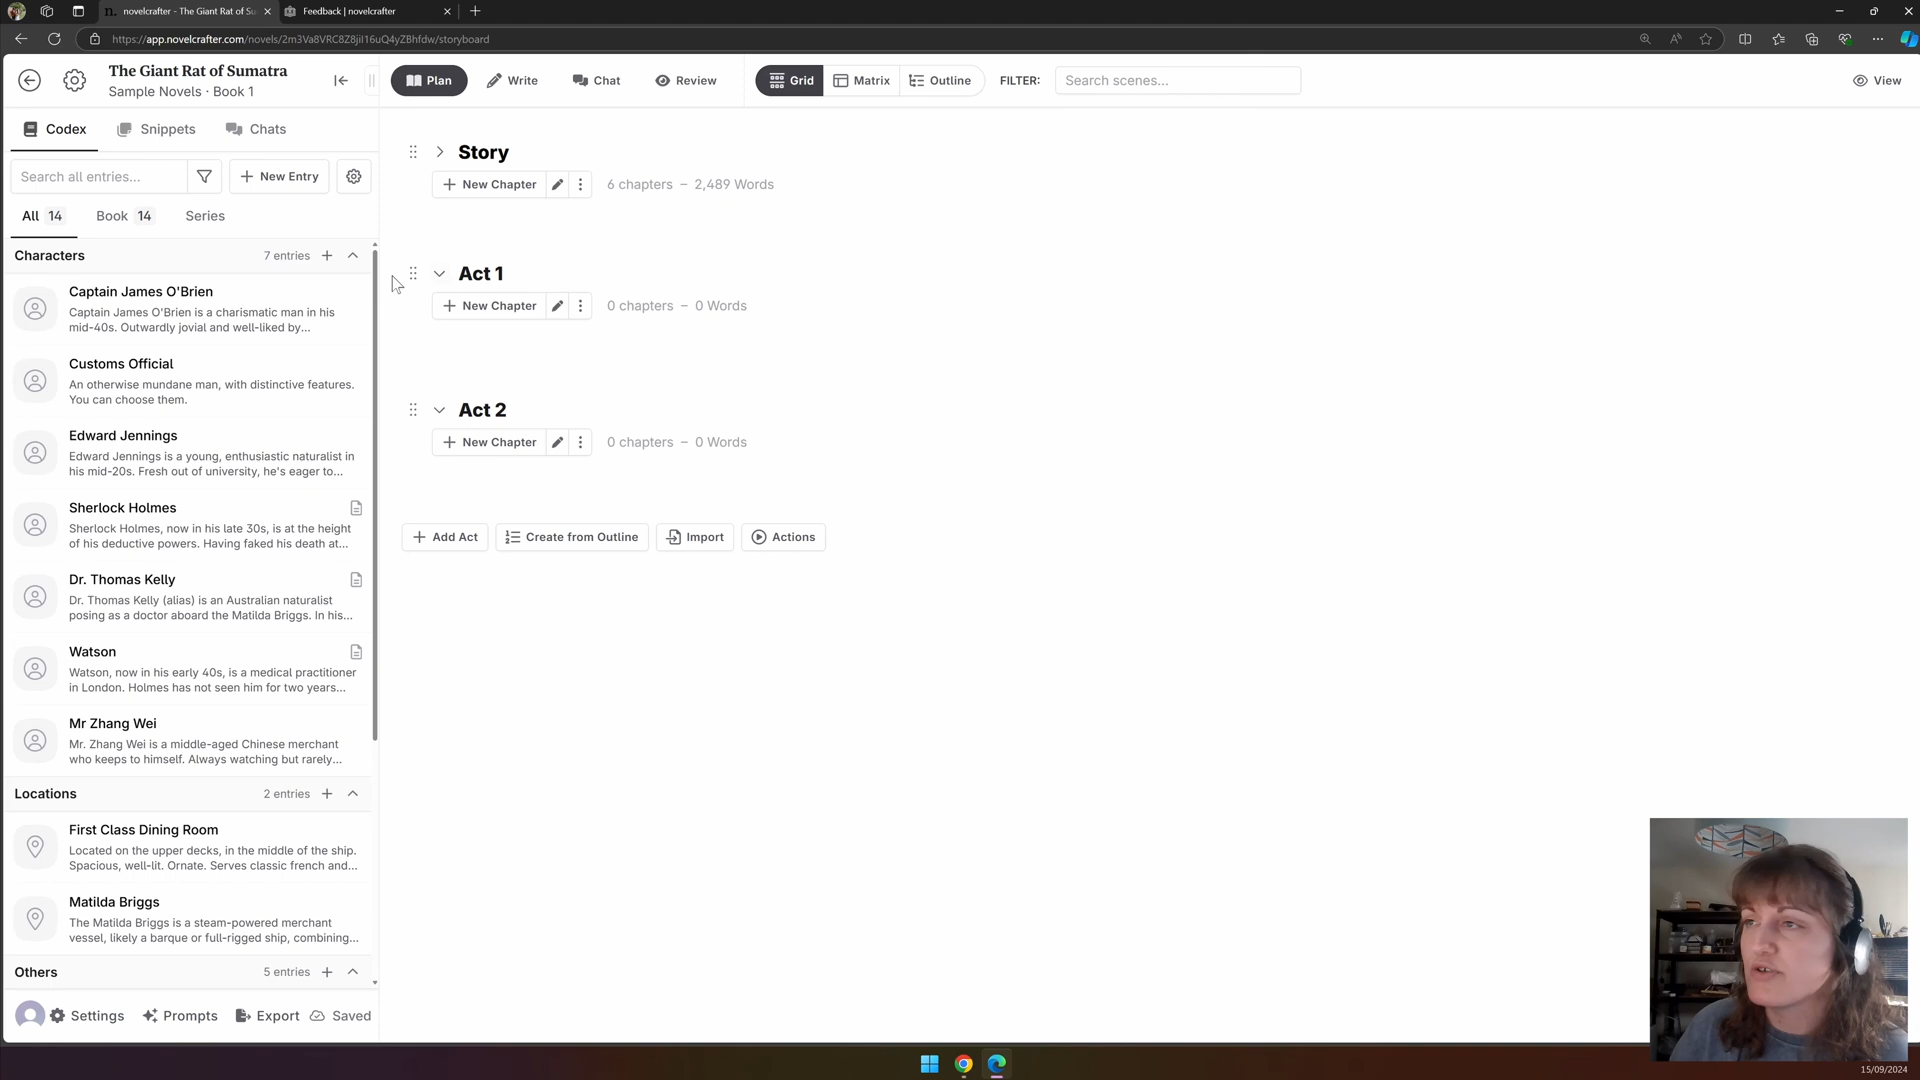 novelcrafter - The Giant Rat of Su
Feedback | novelcrafter
https://app.novelcrafter.com/novels/2m3Va8VRC8Z8jiI16uQ4yZBhfdw/storyboard
The Giant Rat of Sumatra
Sample Novels · Book 1
Plan
Write
Chat
Review
Grid
Matrix
Outline
FILTER:
Search scenes...
View
Codex
Snippets
Chats
Search all entries...
New Entry
All 14
Book 14
Series
Characters
7 entries
Captain James O'Brien
Captain James O'Brien is a charismatic man in his
mid-40s. Outwardly jovial and well-liked by...
Customs Official
An otherwise mundane man, with distinctive features.
You can choose them.
Edward Jennings
Edward Jennings is a young, enthusiastic naturalist in
his mid-20s. Fresh out of university, he's eager to...
Sherlock Holmes
Sherlock Holmes, now in his late 30s, is at the height
of his deductive powers. Having faked his death at...
Dr. Thomas Kelly
Dr. Thomas Kelly (alias) is an Australian naturalist
posing as a doctor aboard the Matilda Briggs. In his...
Watson
Watson, now in his early 40s, is a medical practitioner
in London. Holmes has not seen him for two years...
Mr Zhang Wei
Mr. Zhang Wei is a middle-aged Chinese merchant
who keeps to himself. Always watching but rarely...
Locations
2 entries
First Class Dining Room
Located on the upper decks, in the middle of the ship.
Spacious, well-lit. Ornate. Serves classic french and...
Matilda Briggs
The Matilda Briggs is a steam-powered merchant
vessel, likely a barque or full-rigged ship, combining...
Others
5 entries
Settings
Prompts
Export
Saved
Story
New Chapter
6 chapters – 2,489 Words
Act 1
New Chapter
0 chapters – 0 Words
Act 2
New Chapter
0 chapters – 0 Words
Add Act
Create from Outline
Import
Actions
15/09/2024